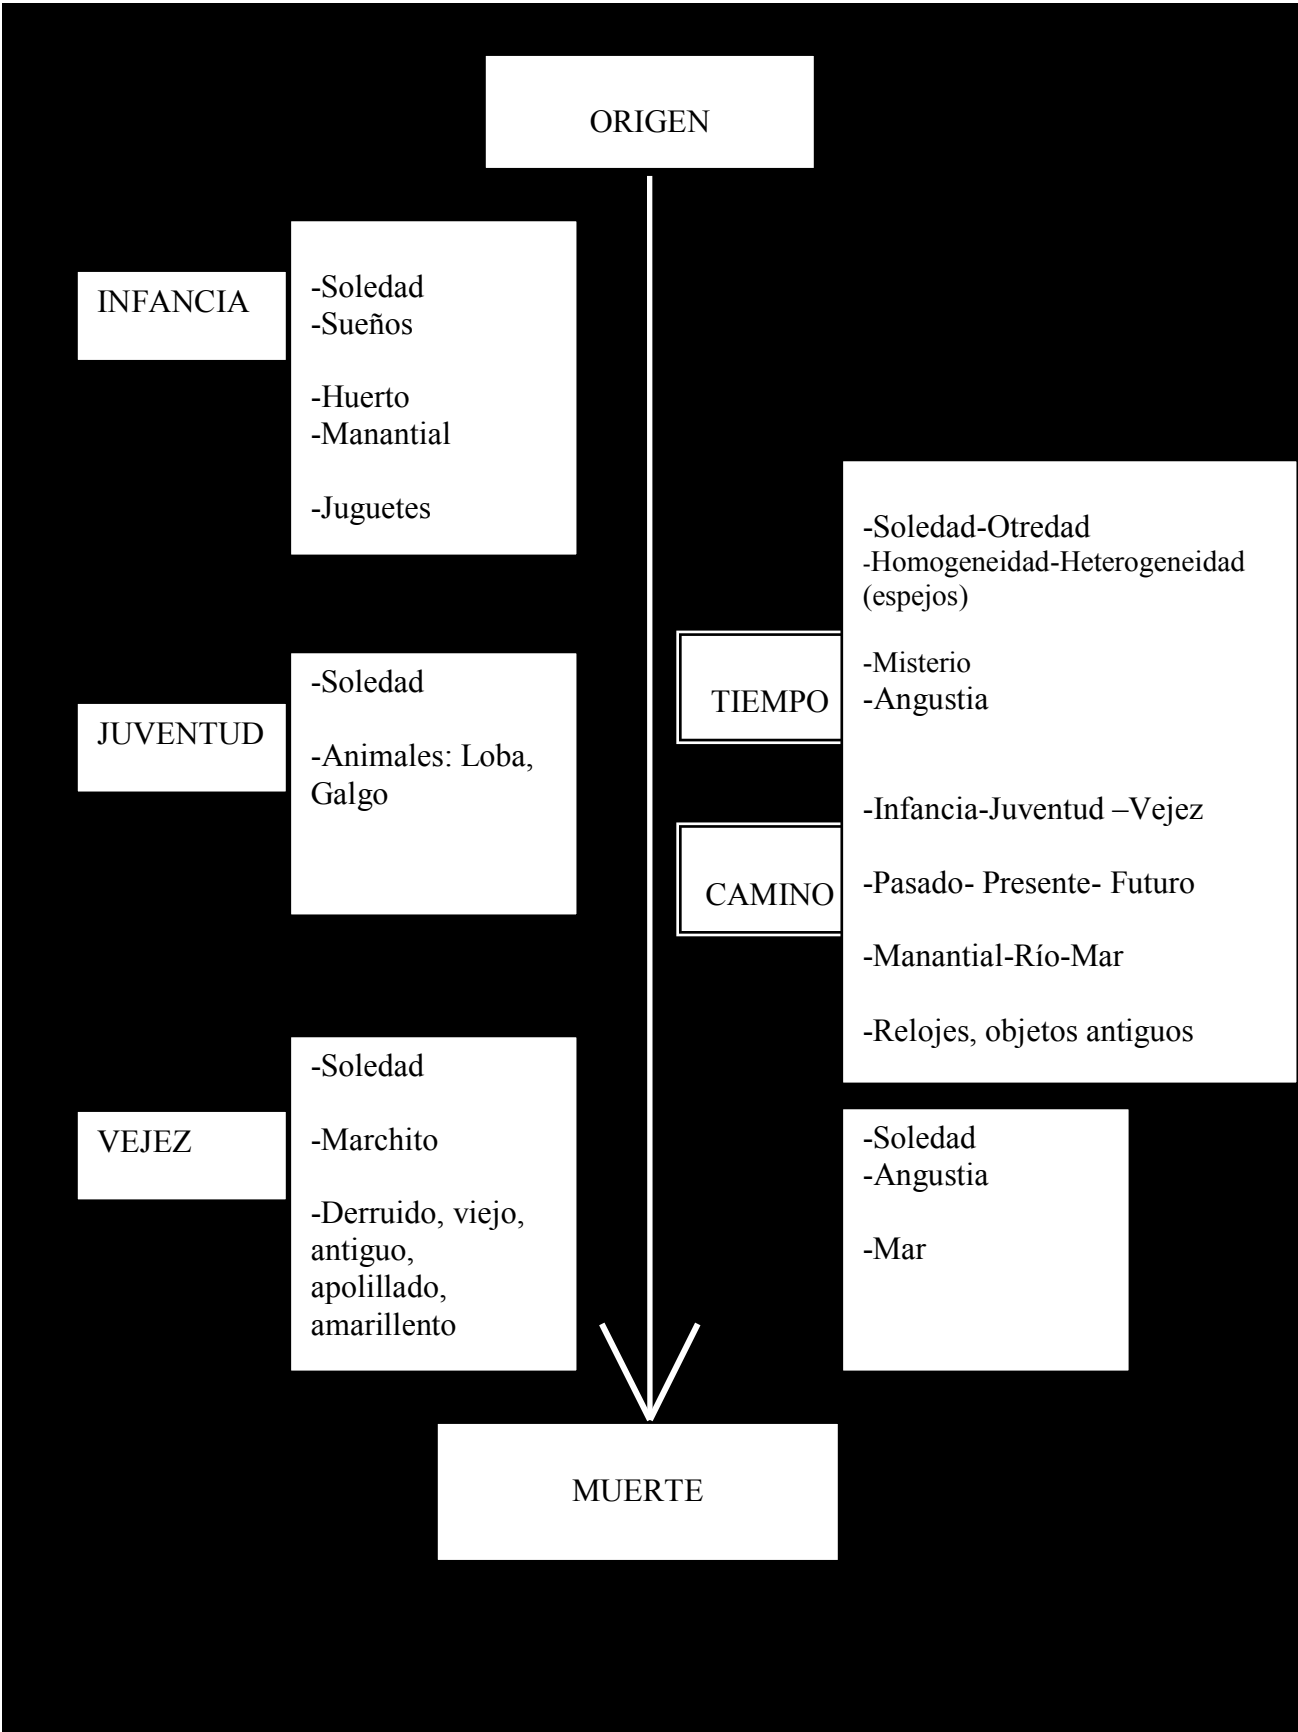 ORIGEN
INFANCIA
-Soledad
-Sueños
-Huerto
-Manantial
-Juguetes
JUVENTUD
-Soledad
-Animales: Loba,
Galgo
VEJEZ
-Soledad
-Marchito
-Derruido, viejo,
antiguo,
apolillado,
amarillento
TIEMPO
CAMINO
-Soledad-Otredad
-Homogeneidad-Heterogeneidad
(espejos)
-Misterio
-Angustia
-Infancia-Juventud –Vejez
-Pasado- Presente- Futuro
-Manantial-Río-Mar
-Relojes, objetos antiguos
-Soledad
-Angustia
-Mar
MUERTE